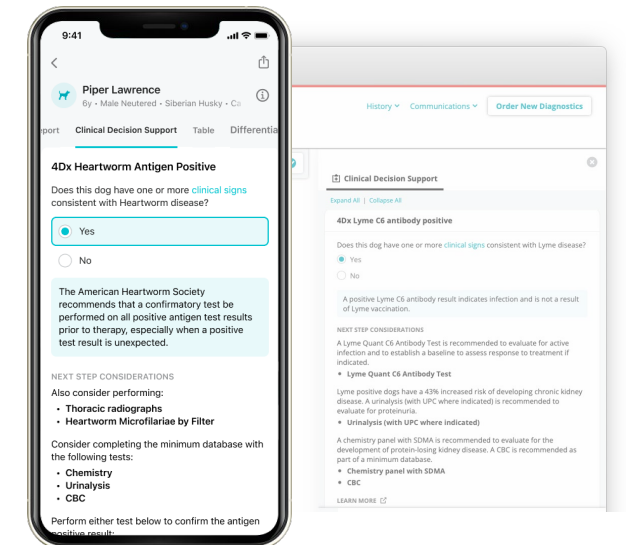 9:41
Piper Lawrence
6y • Male Neutered • Siberian Husky • Ca
port Clinical Decision Support Table Differentia
4Dx Heartworm Antigen Positive
Does this dog have one or more clinical signs
consistent with Heartworm disease?
Yes
No
The American Heartworm Society
recommends that a confirmatory test be
performed on all positive antigen test results
prior to therapy, especially when a positive
test result is unexpected.
NEXT STEP CONSIDERATIONS
Also consider performing:
• Thoracic radiographs
• Heartworm Microfilariae by Filter
Consider completing the minimum database with
the following tests:
• Chemistry
• Urinalysis
• CBC
Perform either test below to confirm the antigen
positive result:
History Communications Order New Diagnostics
Clinical Decision Support
Expand All | Collapse All
4Dx Lyme C6 antibody positive
Does this dog have one or more clinical signs consistent with Lyme disease?
Yes
No
A positive Lyme C6 antibody result indicates infection and is not a result
of Lyme vaccination.
NEXT STEP CONSIDERATIONS
A Lyme Quant C6 Antibody Test is recommended to evaluate for active
infection and to establish a baseline to assess response to treatment if
indicated.
• Lyme Quant C6 Antibody Test
Lyme positive dogs have a 43% increased risk of developing chronic kidney
disease. A urinalysis (with UPC where indicated) is recommended to
evaluate for proteinuria.
• Urinalysis (with UPC where indicated)
A chemistry panel with SDMA is recommended to evaluate for the
development of protein-losing kidney disease. A CBC is recommended as
part of a minimum database.
• Chemistry panel with SDMA
• CBC
LEARN MORE